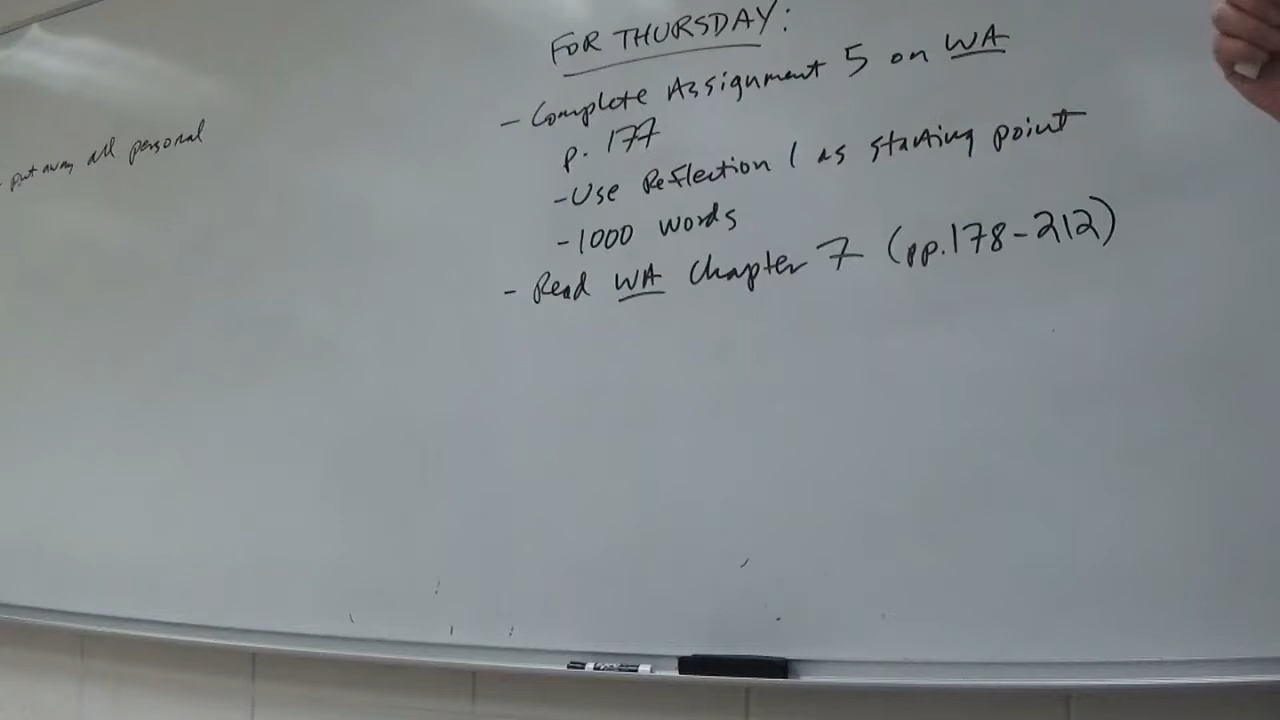 - put away all personal
FOR THURSDAY:
- Complete Assignment 5 on WA
p. 177
- Use Reflection 1 as starting point
- 1000 words
- Read WA Chapter 7 (pp.178-212)